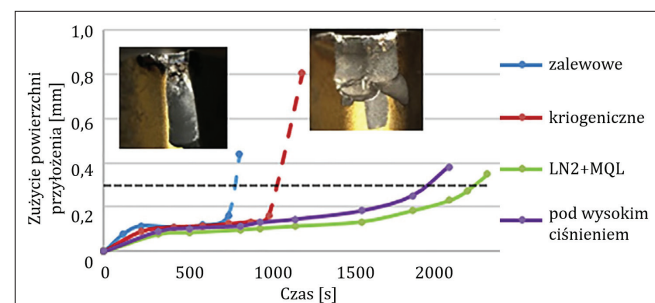 1,0
0,8
0,6
0,4
0,2
0
Zużycie powierzchni
przyłożenia [mm]
0
500
1000
1500
2000
Czas [s]
zalewowe
kriogeniczne
LN2+MQL
pod wysokim
ciśnieniem